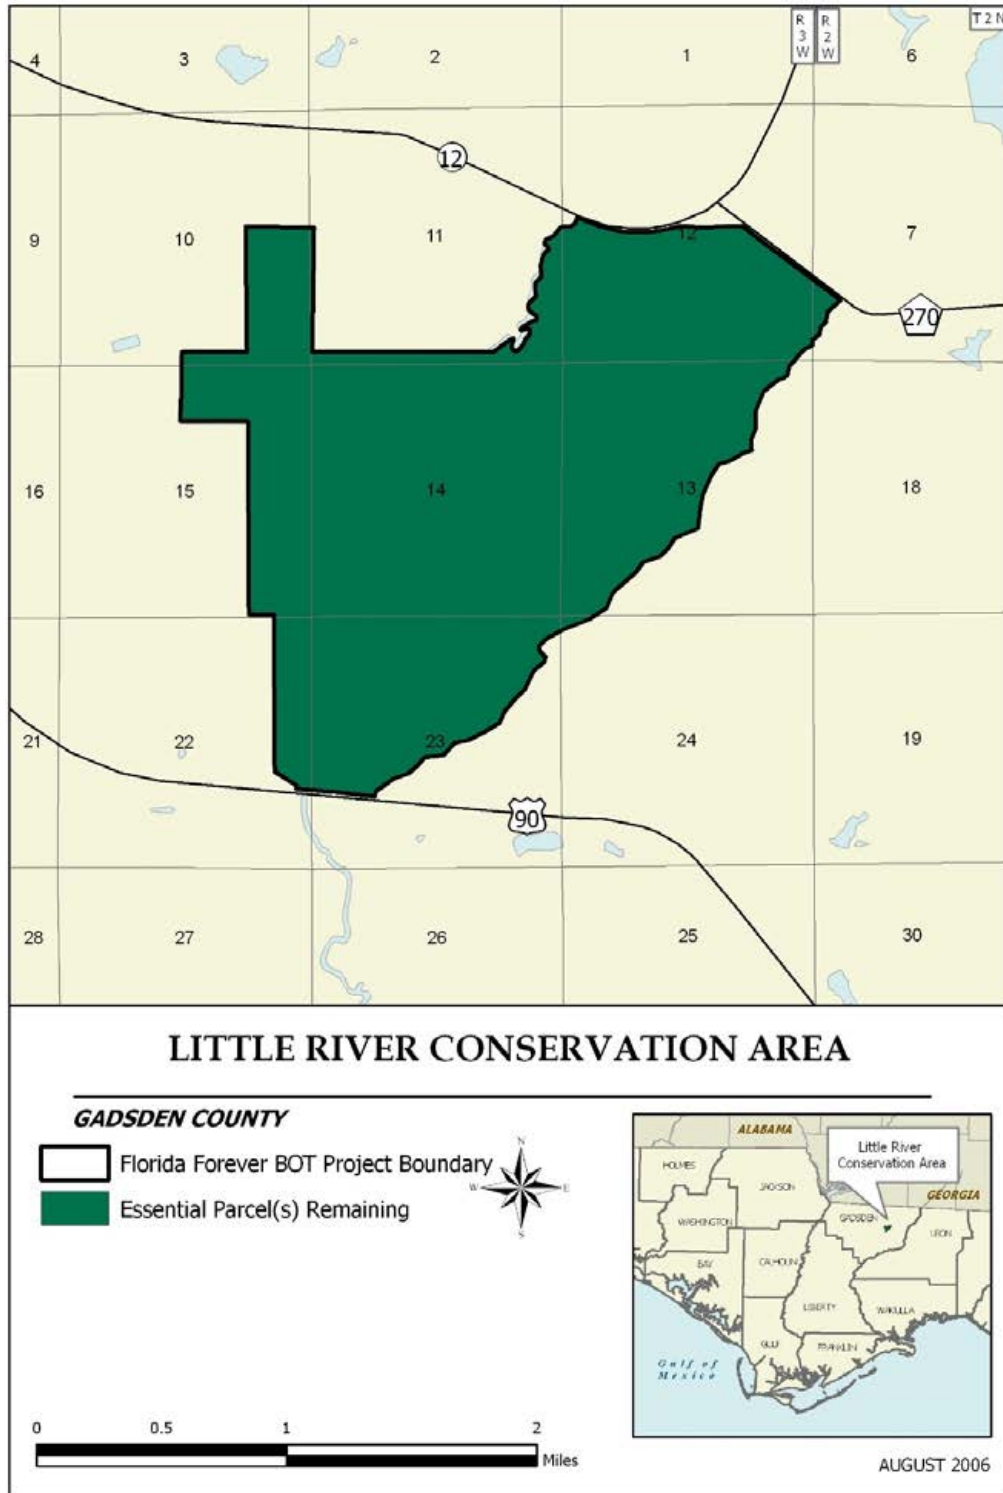 R R
3 2
W W
T 2 N
4 3 2 1 6
12
9 10 11 12 7
270
16 15 14 13 18
21 22 23 24 19
90
28 27 26 25 30
LITTLE RIVER CONSERVATION AREA
GADSDEN COUNTY
Florida Forever BOT Project Boundary
Essential Parcel(s) Remaining
N
W E
S
0 0.5 1 2
Miles
ALABAMA
Little River
Conservation Area
GEORGIA
HOLMES
JACKSON
WASHINGTON
GADSDEN
LEON
BAY
CALHOUN
LIBERTY
WAKULLA
GULF
FRANKLIN
Gulf of
Mexico
AUGUST 2006